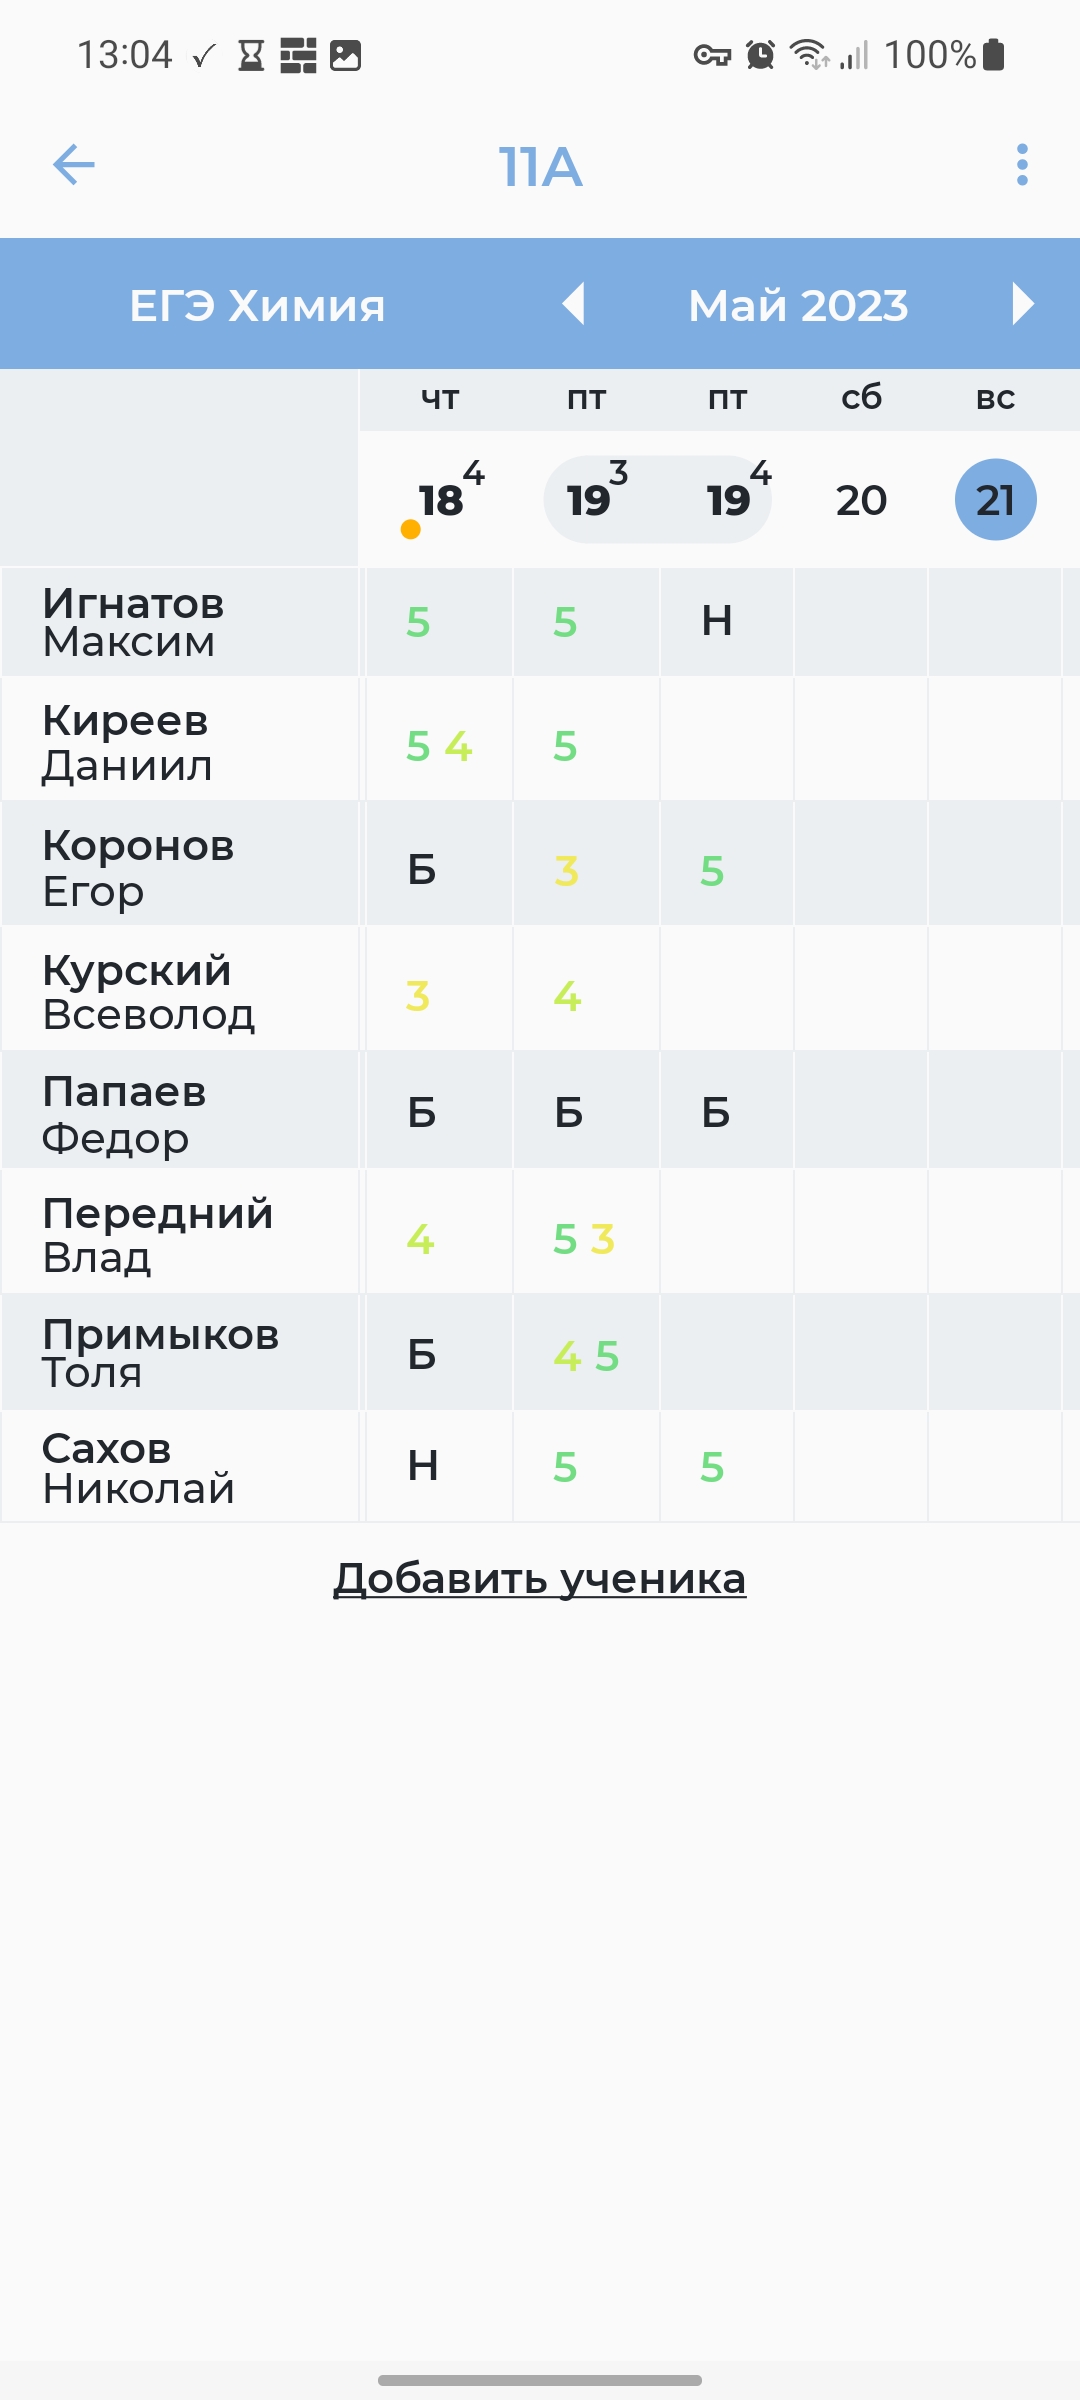 13:04 100%
11А
ЕГЭ Химия Май 2023
чт пт пт сб вс
18 4 19 3 19 4 20 21
Игнатов
Максим
5 5 Н
Киреев
Даниил
5 4 5
Коронов
Егор
Б 3 5
Курский
Всеволод
3 4
Папаев
Федор
Б Б Б
Передний
Влад
4 5 3
Примыков
Толя
Б 4 5
Сахов
Николай
Н 5 5
Добавить ученика